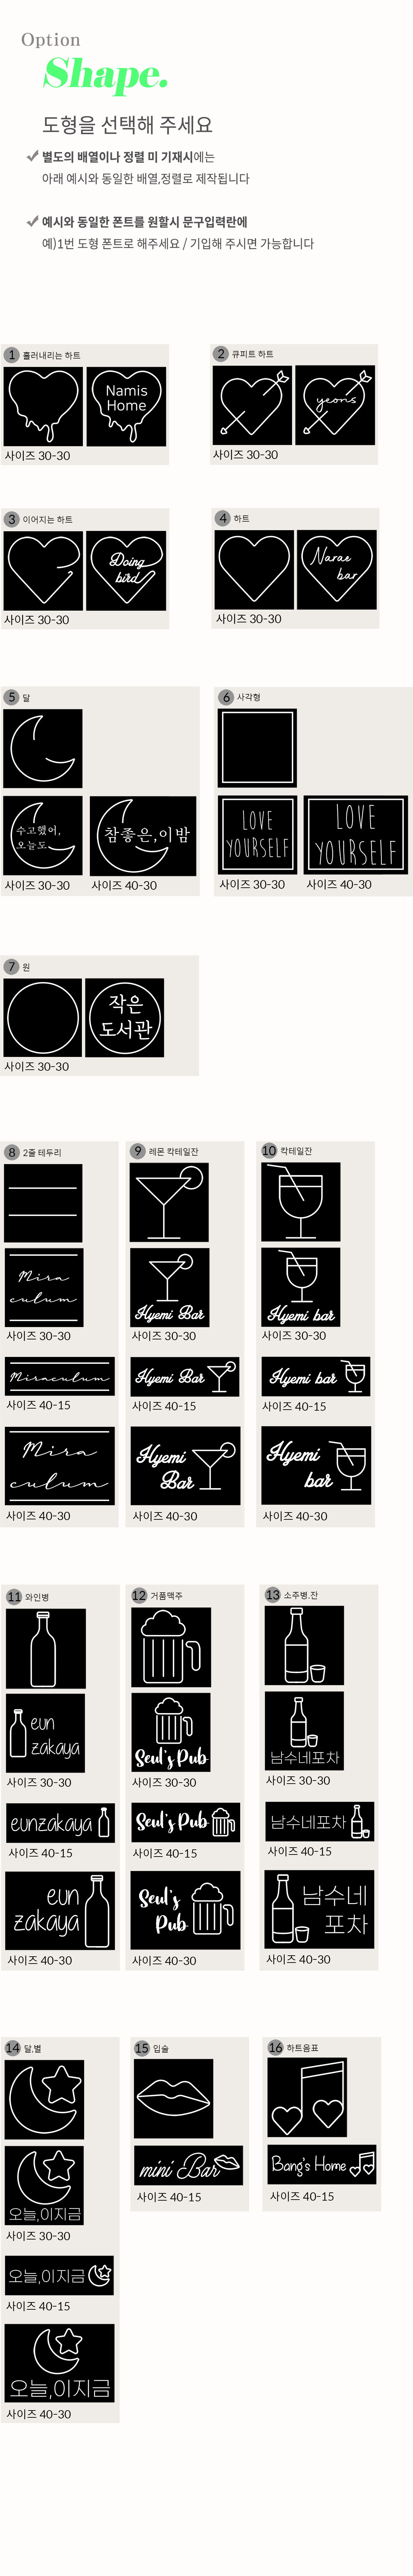 Option
Shape.
도형을 선택해 주세요
별도의 배열이나 정렬 미 기재시에는
아래 예시와 동일한 배열,정렬로 제작됩니다
예시와 동일한 폰트를 원할시 문구입력란에
예)1번 도형 폰트로 해주세요 / 기입해 주시면 가능합니다
1 흘러내리는 하트
Namis
Home
사이즈 30-30
2 큐피트 하트
yeons
사이즈 30-30
3 이어지는 하트
Doing
bird
사이즈 30-30
4 하트
Narae
bar
사이즈 30-30
5 달
수고했어,
오늘도
사이즈 30-30
참좋은,이밤
사이즈 40-30
6 사각형
LOVE
YOURSELF
사이즈 30-30
LOVE
YOURSELF
사이즈 40-30
7 원
작은
도서관
사이즈 30-30
8 2줄 테두리
Mira
culum
사이즈 30-30
Miraculum
사이즈 40-15
Mira
culum
사이즈 40-30
9 레몬 칵테일잔
Hyemi Bar
사이즈 30-30
Hyemi Bar
사이즈 40-15
Hyemi
Bar
사이즈 40-30
10 칵테일잔
Hyemi bar
사이즈 30-30
Hyemi bar
사이즈 40-15
Hyemi
bar
사이즈 40-30
11 와인병
eun
zakaya
사이즈 30-30
eunzakaya
사이즈 40-15
eun
zakaya
사이즈 40-30
12 거품맥주
Seul's Pub
사이즈 30-30
Seul's Pub
사이즈 40-15
Seul's
Pub
사이즈 40-30
13 소주병,잔
남수네포차
사이즈 30-30
남수네포차
사이즈 40-15
남수네
포차
사이즈 40-30
14 달,별
오늘,이지금
사이즈 30-30
오늘,이지금
사이즈 40-15
오늘,이지금
사이즈 40-30
15 입술
mini Bar
사이즈 40-15
16 하트음표
Bang's Home
사이즈 40-15